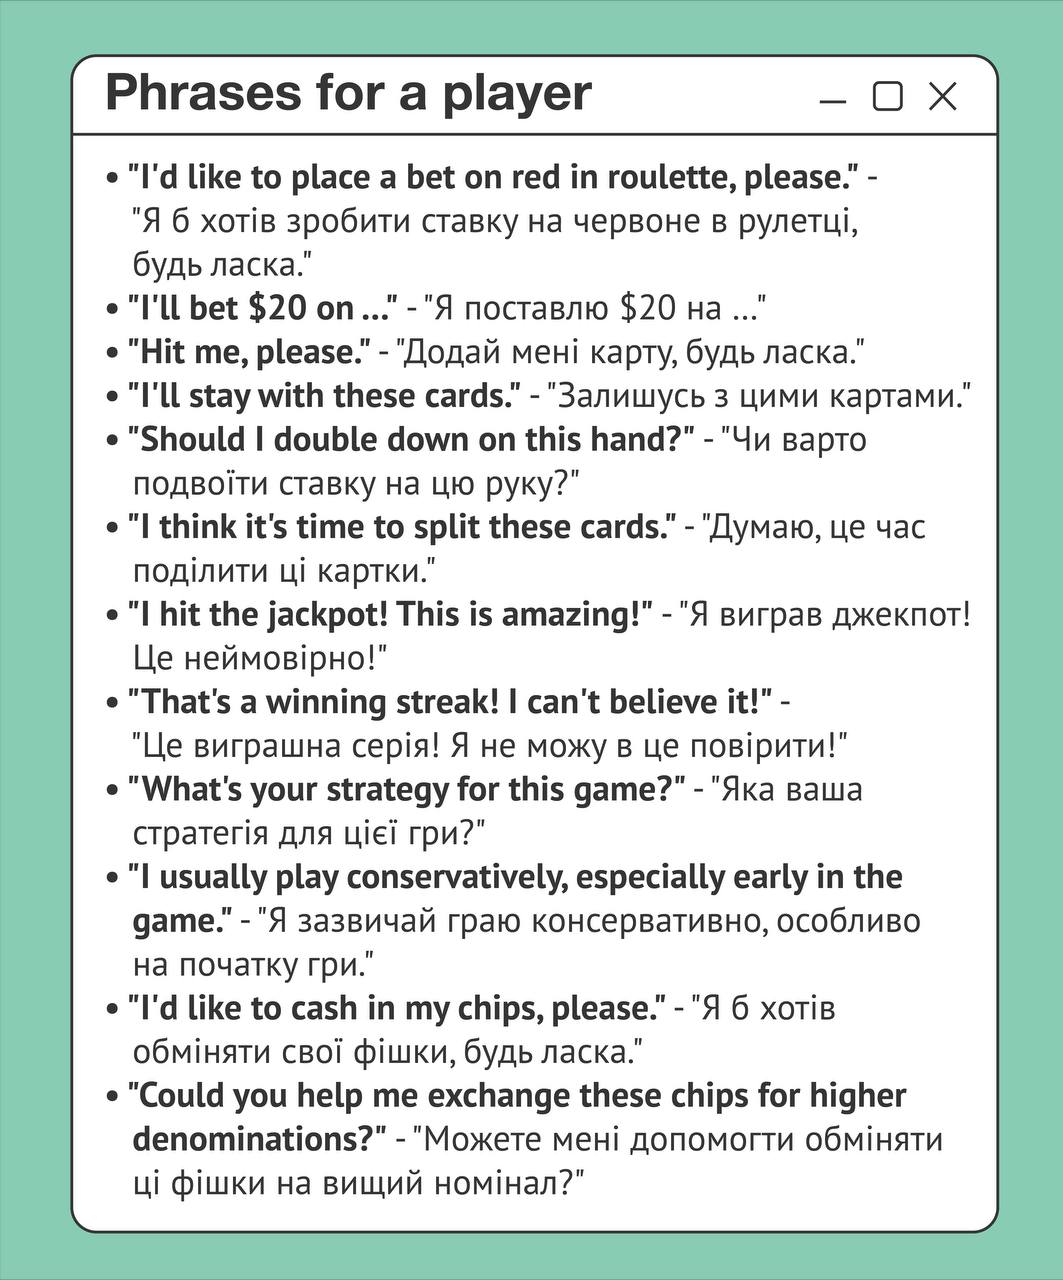 Phrases for a player
• "I'd like to place a bet on red in roulette, please." -
"Я б хотів зробити ставку на червоне в рулетці,
будь ласка."
• "I'll bet $20 on ..." - "Я поставлю $20 на ..."
• "Hit me, please." - "Додай мені карту, будь ласка."
• "I'll stay with these cards." - "Залишусь з цими картами."
• "Should I double down on this hand?" - "Чи варто
подвоїти ставку на цю руку?"
• "I think it's time to split these cards." - "Думаю, це час
поділити ці картки."
• "I hit the jackpot! This is amazing!" - "Я виграв джекпот!
Це неймовірно!"
• "That's a winning streak! I can't believe it!" -
"Це виграшна серія! Я не можу в це повірити!"
• "What's your strategy for this game?" - "Яка ваша
стратегія для цієї гри?"
• "I usually play conservatively, especially early in the
game." - "Я зазвичай граю консервативно, особливо
на початку гри."
• "I'd like to cash in my chips, please." - "Я б хотів
обміняти свої фішки, будь ласка."
• "Could you help me exchange these chips for higher
denominations?" - "Можете мені допомогти обміняти
ці фішки на вищий номінал?"